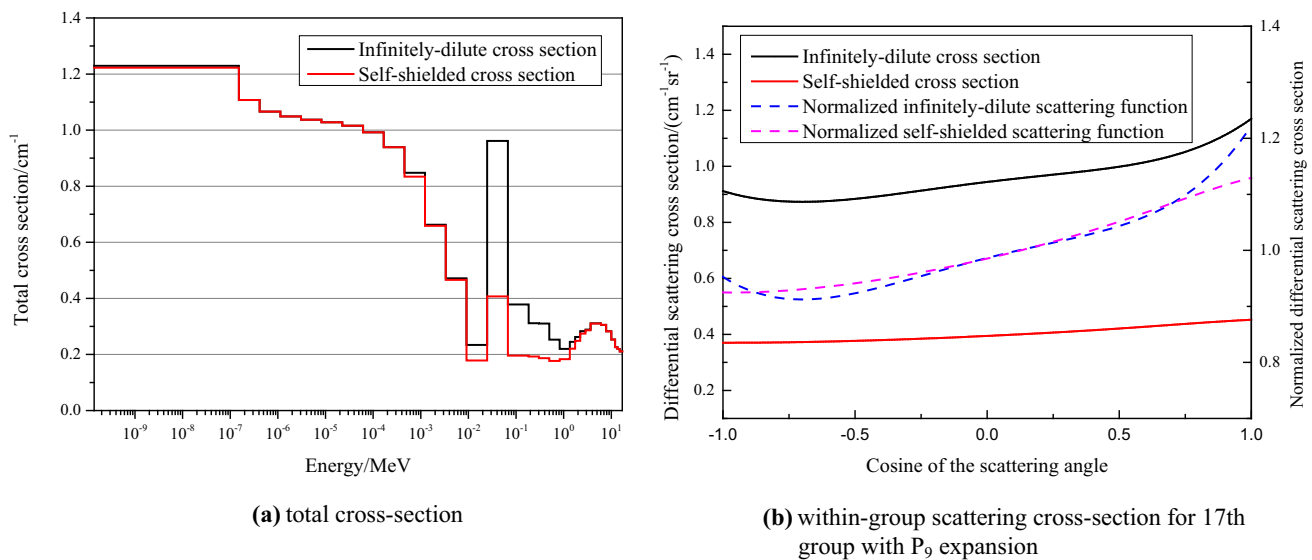 1.4
1.2
1.0
0.8
0.6
0.4
0.2
0.0
Total cross section/cm-1
Infinitely-dilute cross section
Self-shielded cross section
10-9 10-8 10-7 10-6 10-5 10-4 10-3 10-2 10-1 100 101
Energy/MeV
(a) total cross-section
1.4
1.2
1.0
0.8
0.6
0.4
0.2
Differential scattering cross section/(cm-1sr-1)
Infinitely-dilute cross section
Self-shielded cross section
Normalized infinitely-dilute scattering function
Normalized self-shielded scattering function
1.4
1.2
1.0
0.8
Normalized differential scattering cross section
-1.0 -0.5 0.0 0.5 1.0
Cosine of the scattering angle
(b) within-group scattering cross-section for 17th
group with P9 expansion